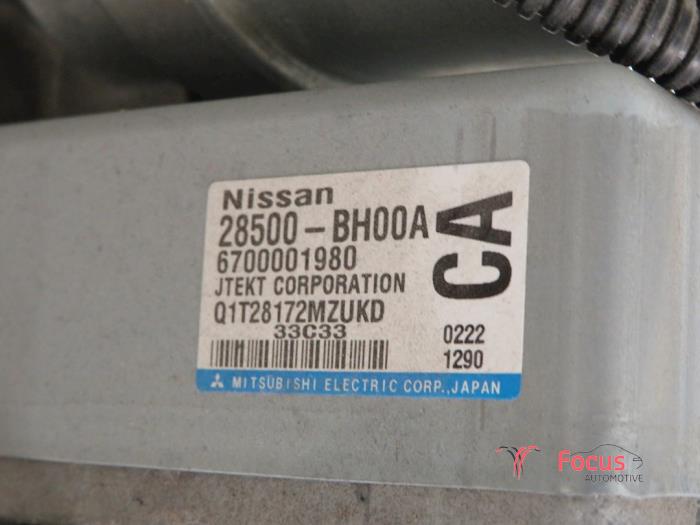 Nissan
28500-BH00A
CA
6700001980
JTEKT CORPORATION
Q1T28172MZUKD
33C33
0222
1290
MITSUBISHI ELECTRIC CORP., JAPAN
Focus
AUTOMOTIVE